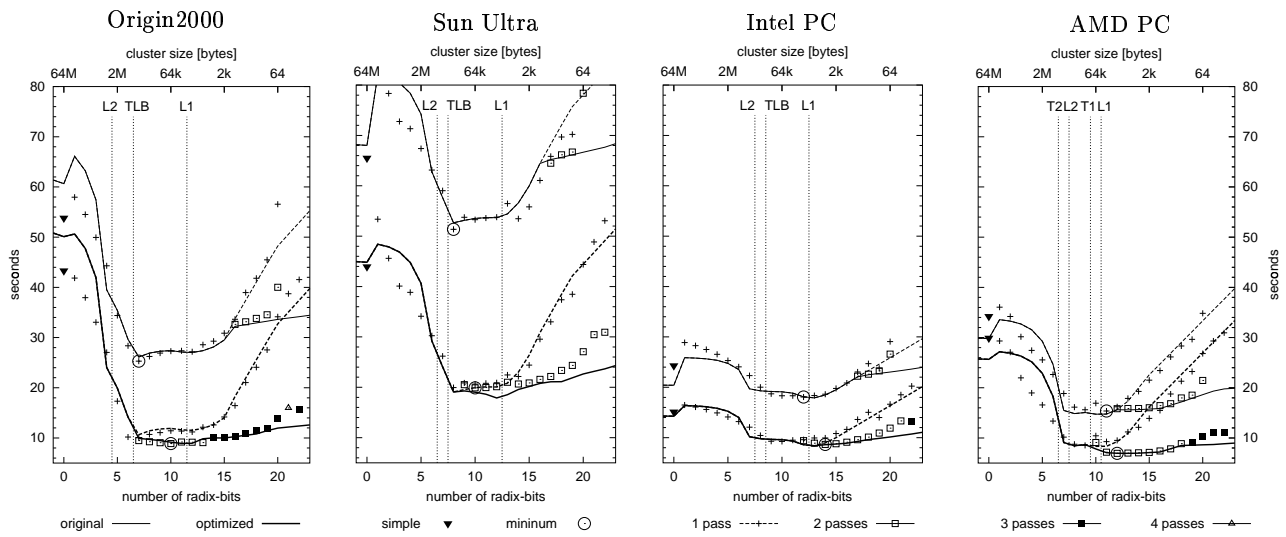 Origin2000 Sun Ultra Intel PC AMD PC
cluster size [bytes] cluster size [bytes] cluster size [bytes] cluster size [bytes]
64M 2M 64k 2k 64 64M 2M 64k 2k 64 64M 2M 64k 2k 64 64M 2M 64k 2k 64
80 80
L2 TLB L1 L2 TLB L1 L2 TLB L1 T2 L2 T1 L1
70 70
60 60
50 50
seconds seconds
40 40
30 30
20 20
10 10
0 5 10 15 20 0 5 10 15 20 0 5 10 15 20 0 5 10 15 20
number of radix-bits number of radix-bits number of radix-bits number of radix-bits
original optimized simple mininum 1 pass 2 passes 3 passes 4 passes